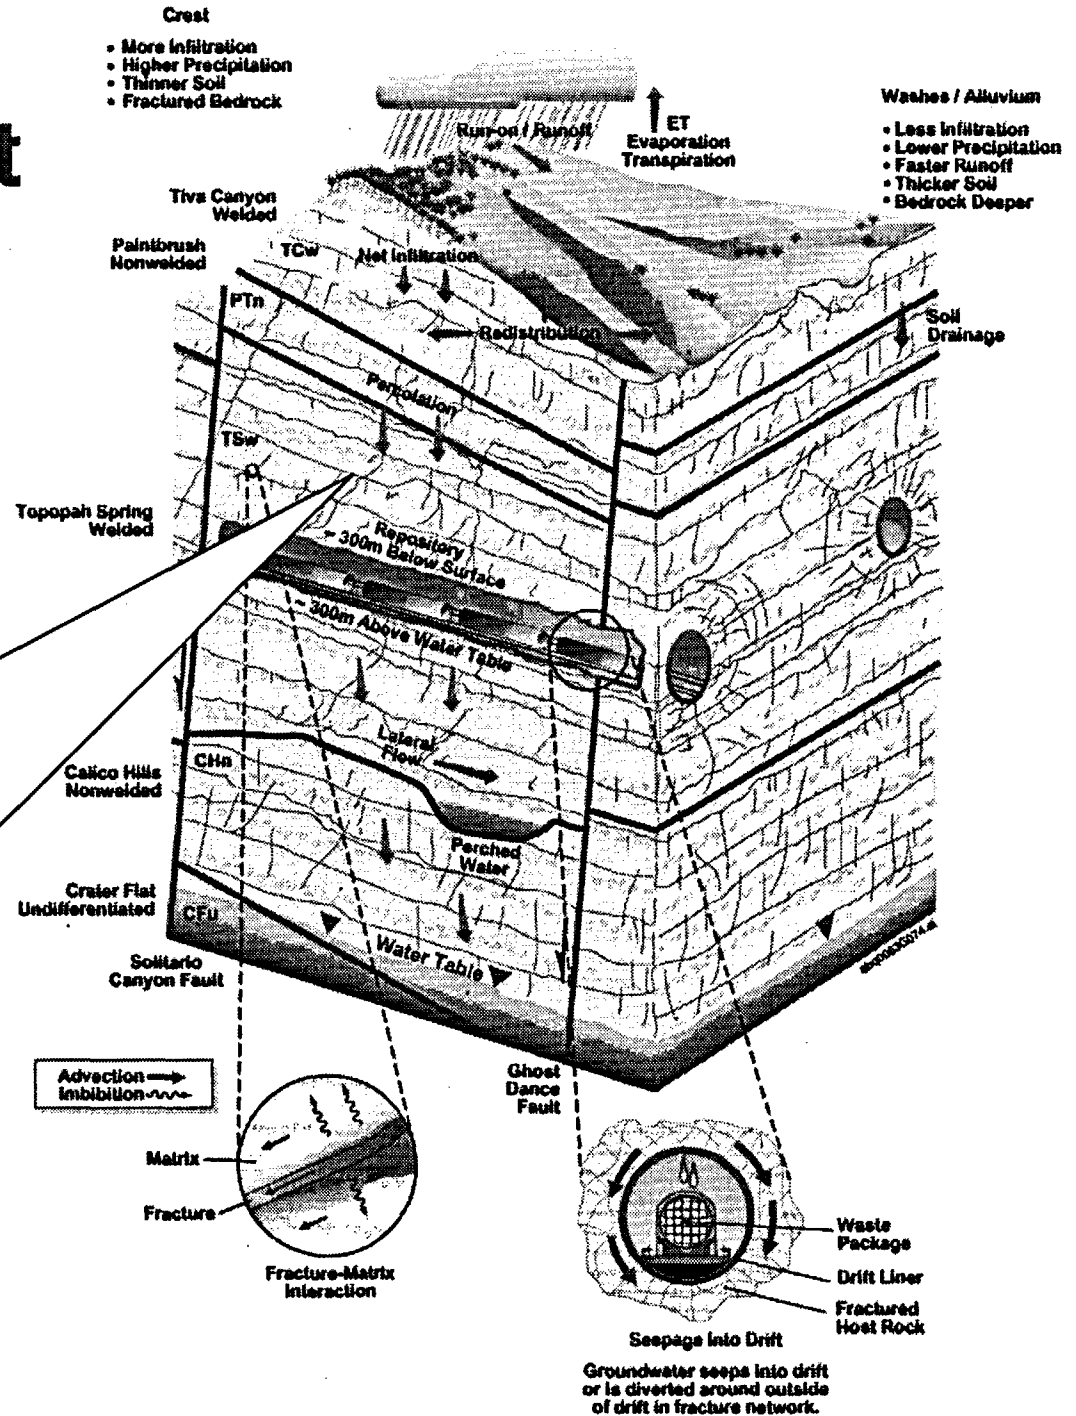 Crest
• More Infiltration
• Higher Precipitation
• Thinner Soil
• Fractured Bedrock
t
Run-on / Runoff
ET
Evaporation
Transpiration
Washes / Alluvium
• Less Infiltration
• Lower Precipitation
• Faster Runoff
• Thicker Soil
• Bedrock Deeper
Tiva Canyon
Welded
Paintbrush
Nonwelded
TCw
Net Infiltration
PTn
Redistribution
Soil
Drainage
Percolation
TSw
Topopah Spring
Welded
Repository
~ 300m Below Surface
~ 300m Above Water Table
Lateral
Flow
CHn
Calico Hills
Nonwelded
Perched
Water
Crater Flat
Undifferentiated
CFu
Water Table
Solitario
Canyon Fault
Ghost
Dance
Fault
Advection
Imbibition
Matrix
Fracture
Fracture-Matrix
Interaction
Waste
Package
Drift Liner
Fractured
Host Rock
Seepage Into Drift
Groundwater seeps into drift
or is diverted around outside
of drift in fracture network.